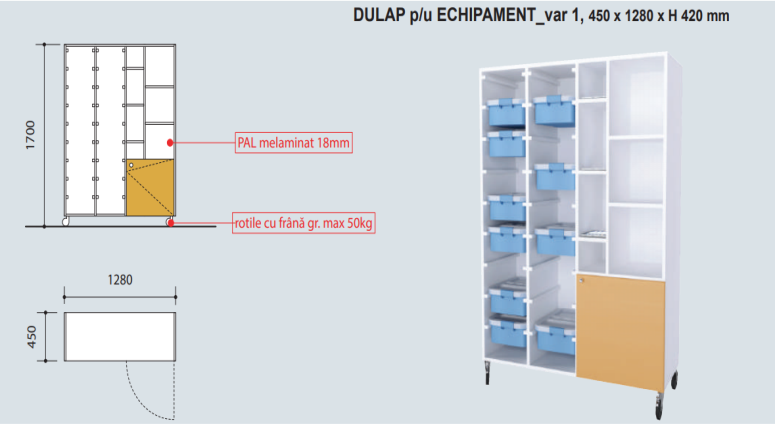 DULAP p/u ECHIPAMENT_var 1, 450 x 1280 x H 420 mm
1700
PAL melaminat 18mm
rotile cu frână gr. max 50kg
1280
450